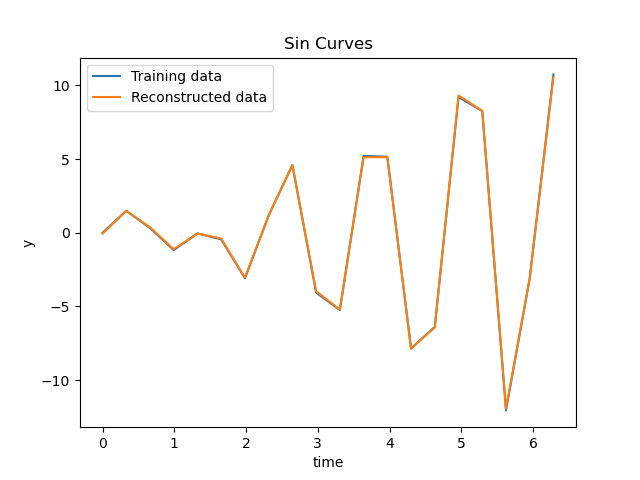 Sin Curves
Training data
Reconstructed data
10
5
0
−5
−10
y
0 1 2 3 4 5 6
time